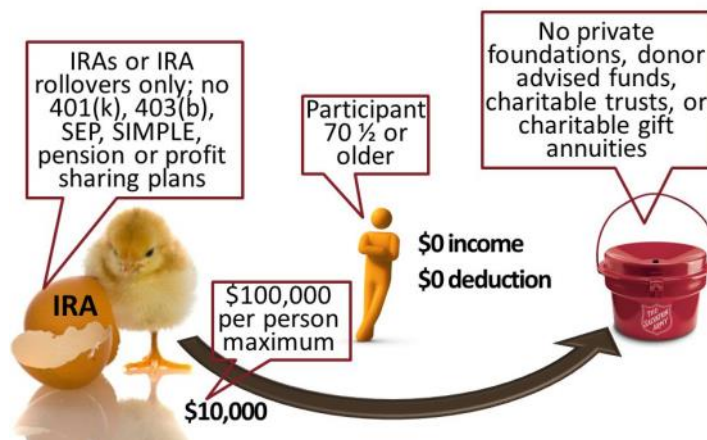 IRAs or IRA
rollovers only; no
401(k), 403(b),
SEP, SIMPLE,
pension or profit
sharing plans
Participant
70 ½ or
older
No private
foundations, donor
advised funds,
charitable trusts, or
charitable gift
annuities
$0 income
$0 deduction
IRA
$100,000
per person
maximum
$10,000
THE
SALVATION
ARMY